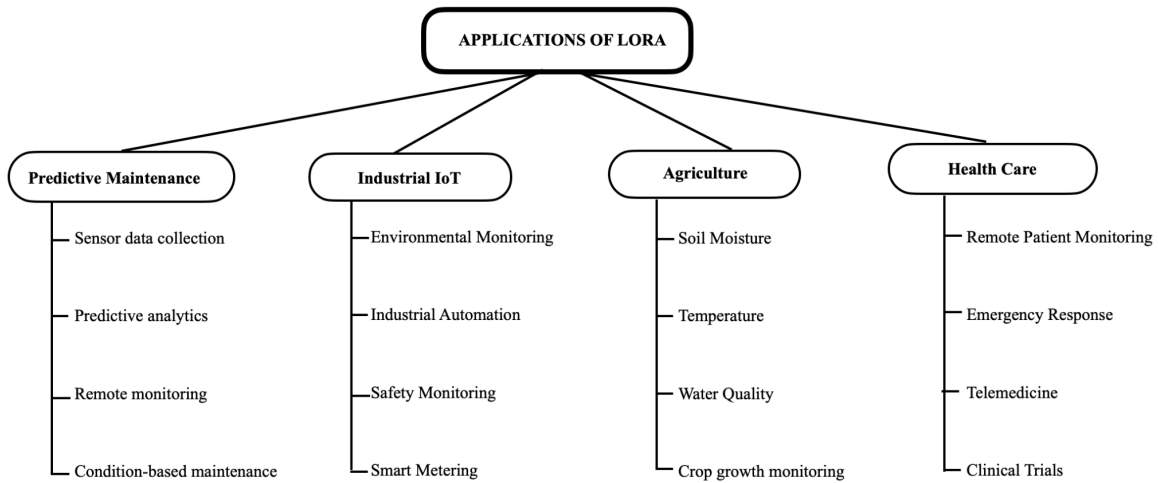 APPLICATIONS OF LORA
Predictive Maintenance
Sensor data collection
Predictive analytics
Remote monitoring
Condition-based maintenance
Industrial IoT
Environmental Monitoring
Industrial Automation
Safety Monitoring
Smart Metering
Agriculture
Soil Moisture
Temperature
Water Quality
Crop growth monitoring
Health Care
Remote Patient Monitoring
Emergency Response
Telemedicine
Clinical Trials